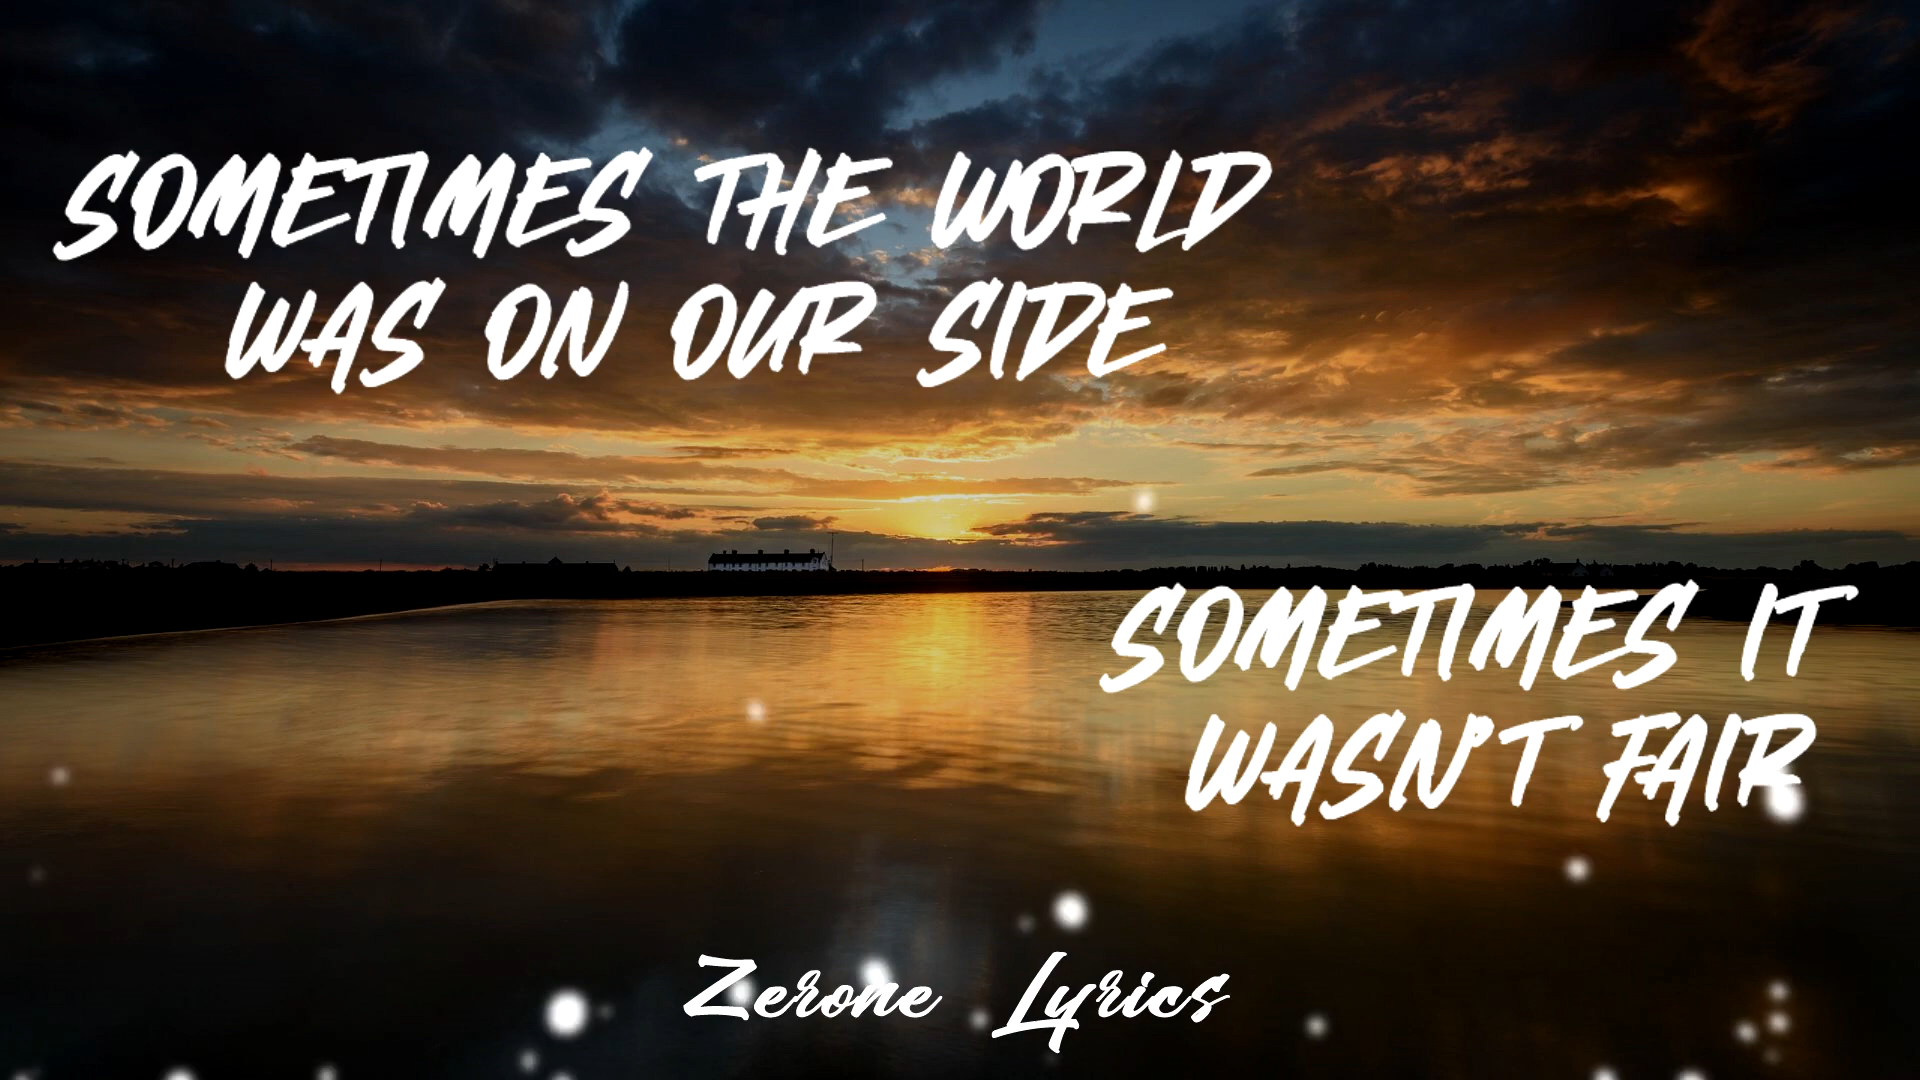 SOMETIMES THE WORLD
WAS ON OUR SIDE
SOMETIMES IT
WASN'T FAIR
Zerone Lyrics